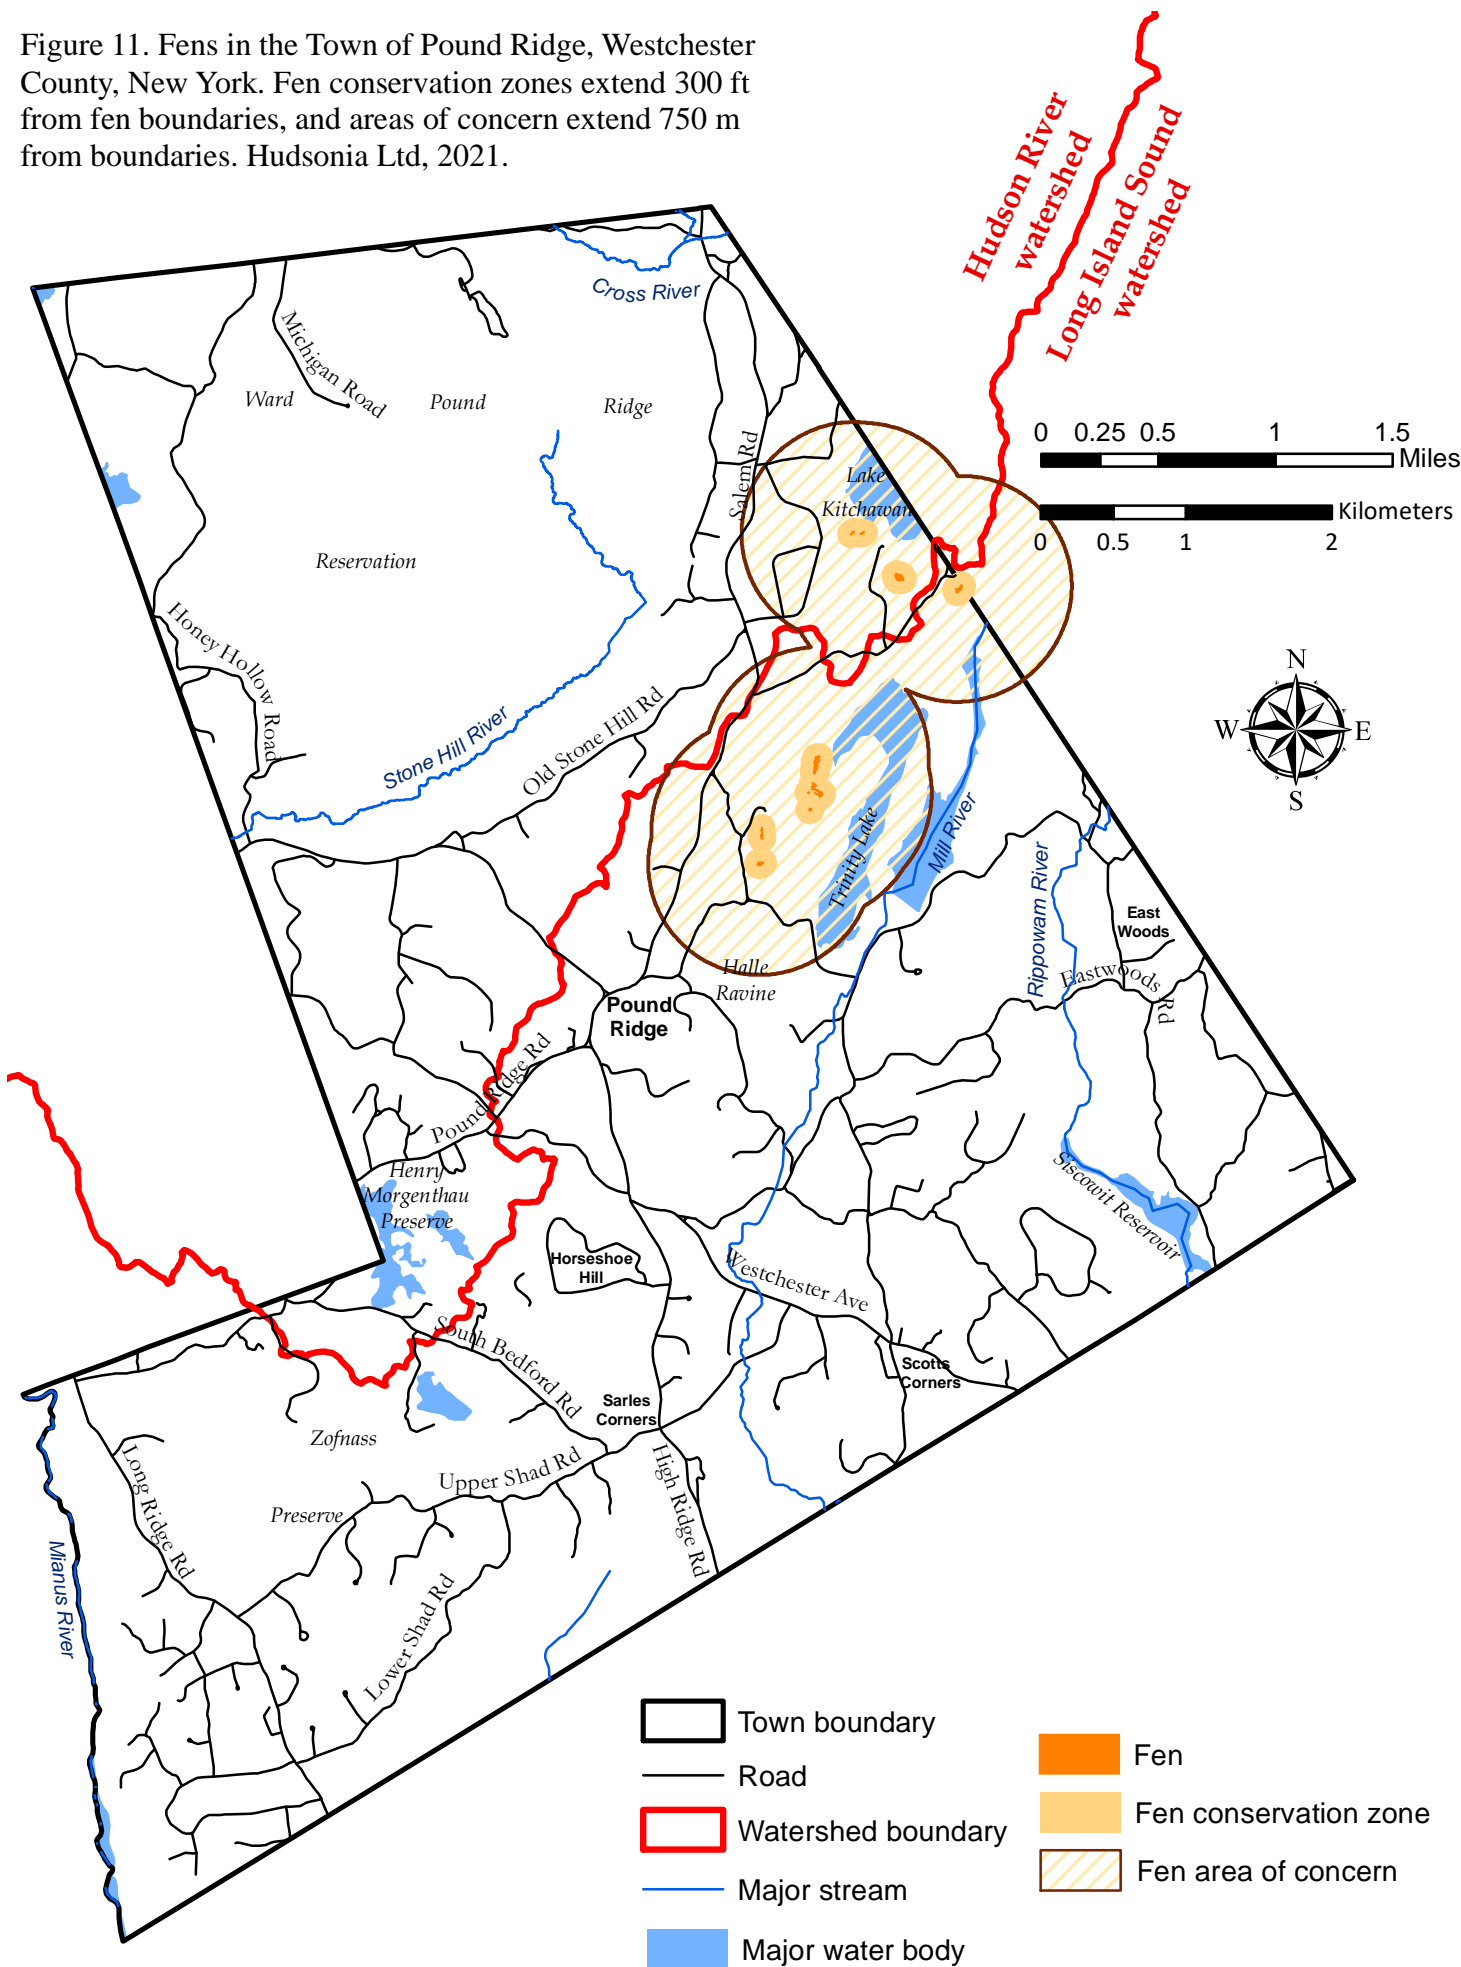 Figure 11. Fens in the Town of Pound Ridge, Westchester
County, New York. Fen conservation zones extend 300 ft
from fen boundaries, and areas of concern extend 750 m
from boundaries. Hudsonia Ltd, 2021.
Hudson River
watershed
Long Island Sound
watershed
Cross River
Michigan Road
Ward
Pound
Ridge
Reservation
Salem Rd
Lake
Kitchawan
0 0.25 0.5 1 1.5
Miles
Kilometers
0 0.5 1 2
Honey Hollow Road
Stone Hill River
Old Stone Hill Rd
N
W
E
S
Trinity Lake
Mill River
Rippowam River
East
Woods
Eastwoods Rd
Halle
Ravine
Pound
Ridge
Pound Ridge Rd
Henry
Morgenthau
Preserve
Siscowit Reservoir
Horseshoe
Hill
Westchester Ave
South Bedford Rd
Scotts
Corners
Sarles
Corners
Zofnass
Preserve
Upper Shad Rd
High Ridge Rd
Long Ridge Rd
Mianus River
Lower Shad Rd
Town boundary
Road
Watershed boundary
Major stream
Major water body
Fen
Fen conservation zone
Fen area of concern